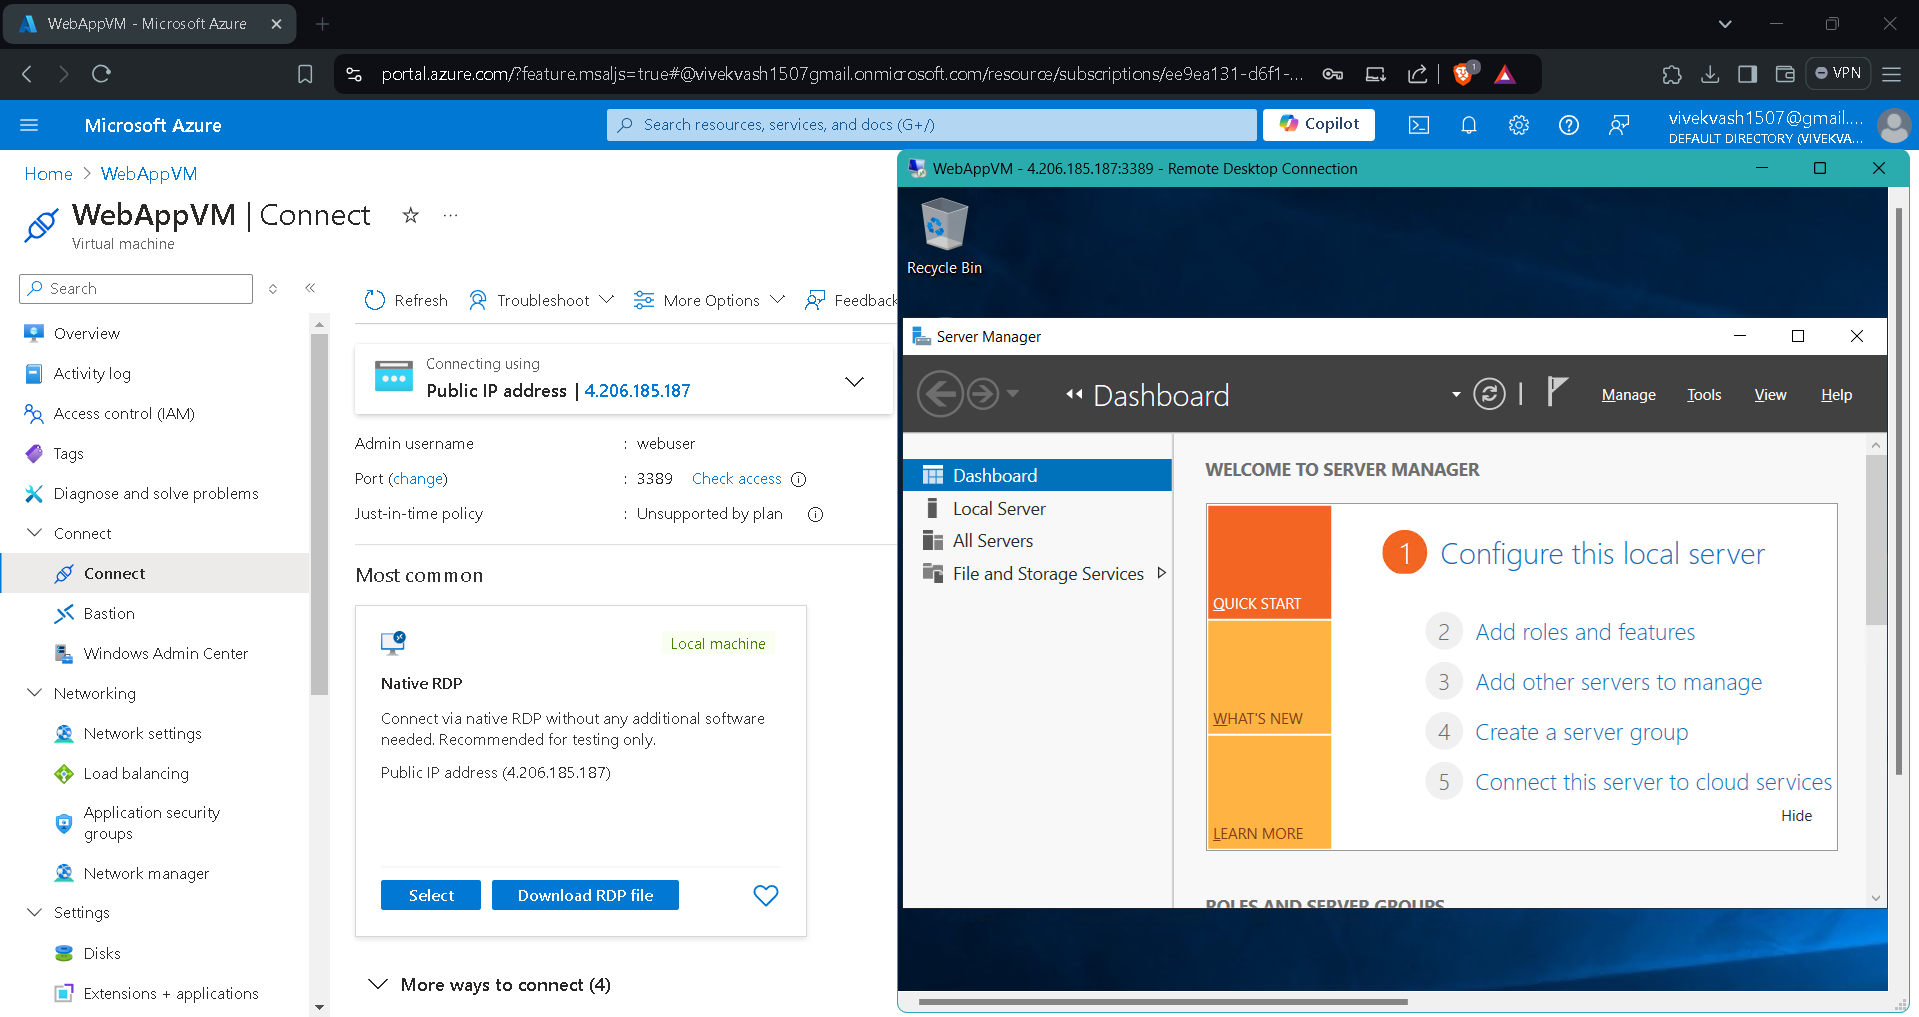 WebAppVM - Microsoft Azure
portal.azure.com/?feature.msaljs=true#@vivekvash1507gmail.onmicrosoft.com/resource/subscriptions/ee9ea131-d6f1-...
1
VPN
Microsoft Azure
Search resources, services, and docs (G+/)
Copilot
vivekvash1507@gmail....
DEFAULT DIRECTORY (VIVEKVA...
Home > WebAppVM
WebAppVM | Connect
Virtual machine
Search
Overview
Activity log
Access control (IAM)
Tags
Diagnose and solve problems
Connect
Connect
Bastion
Windows Admin Center
Networking
Network settings
Load balancing
Application security
groups
Network manager
Settings
Disks
Extensions + applications
Refresh
Troubleshoot
More Options
Feedback
Connecting using
Public IP address | 4.206.185.187
Admin username : webuser
Port (change) : 3389 Check access
Just-in-time policy : Unsupported by plan
Most common
Local machine
Native RDP
Connect via native RDP without any additional software
needed. Recommended for testing only.
Public IP address (4.206.185.187)
Select
Download RDP file
More ways to connect (4)
WebAppVM - 4.206.185.187:3389 - Remote Desktop Connection
Recycle Bin
Server Manager
Dashboard
Manage
Tools
View
Help
Dashboard
Local Server
All Servers
File and Storage Services
WELCOME TO SERVER MANAGER
QUICK START
WHAT'S NEW
LEARN MORE
1 Configure this local server
2 Add roles and features
3 Add other servers to manage
4 Create a server group
5 Connect this server to cloud services
Hide
ROLES AND SERVER GROUPS